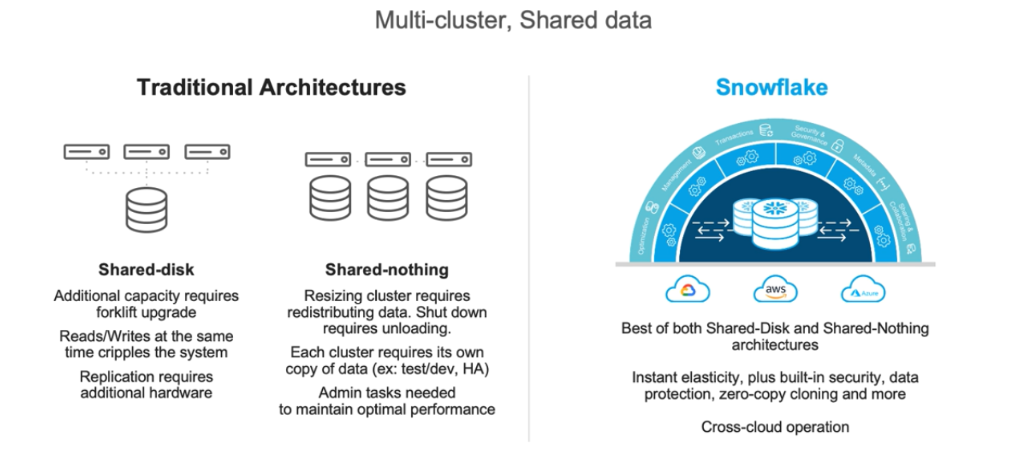 Multi-cluster, Shared data
Traditional Architectures
Shared-disk
Additional capacity requires
forklift upgrade
Reads/Writes at the same
time cripples the system
Replication requires
additional hardware
Shared-nothing
Resizing cluster requires
redistributing data. Shut down
requires unloading.
Each cluster requires its own
copy of data (ex: test/dev, HA)
Admin tasks needed
to maintain optimal performance
Snowflake
Optimization
Management
Transactions
Security &
Governance
Metadata
Sharing &
Collaboration
aws
Azure
Best of both Shared-Disk and Shared-Nothing
architectures
Instant elasticity, plus built-in security, data
protection, zero-copy cloning and more
Cross-cloud operation